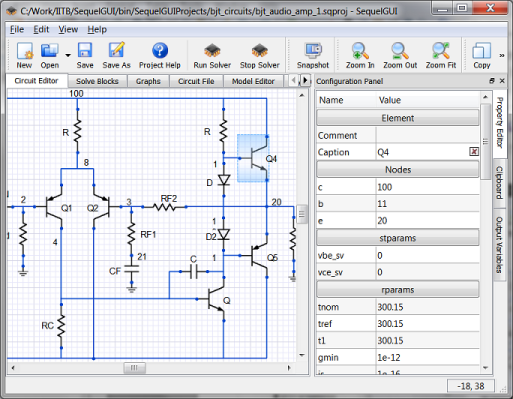 C:/Work/IITB/SequelGUI/bin/SequelGUIProjects/bjt_circuits/bjt_audio_amp_1.sqproj - SequelGUI
File Edit View Help
New Open Save Save As Project Help Run Solver Stop Solver Snapshot Zoom In Zoom Out Zoom Fit Copy
Circuit Editor Solve Blocks Graphs Circuit File Model Editor
100
R R
Q4
8 1
D
2 Q1 Q2 3 RF2 20
RF1 1
4 D2
21 1
CF C Q5
Q
RC
Configuration Panel
Name Value
Element
Comment
Caption Q4
Nodes
c 100
b 11
e 20
stparams
vbe_sv 0
vce_sv 0
rparams
tnom 300.15
tref 300.15
t1 300.15
gmin 1e-12
is 1e-16
Property Editor
Clipboard
Output Variables
-18, 38